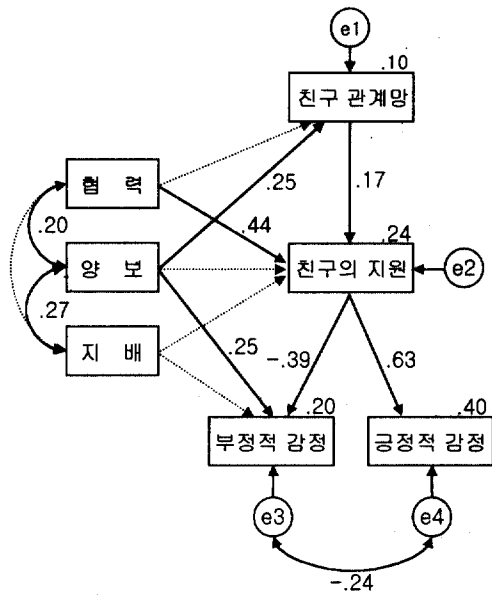 e1
.10
친구 관계망
협 력
.25
.17
.20
.44
.24
양 보
친구의 지원
e2
.27
지 배
.25
-.39
.63
.20
.40
부정적 감정
긍정적 감정
e3
e4
-.24